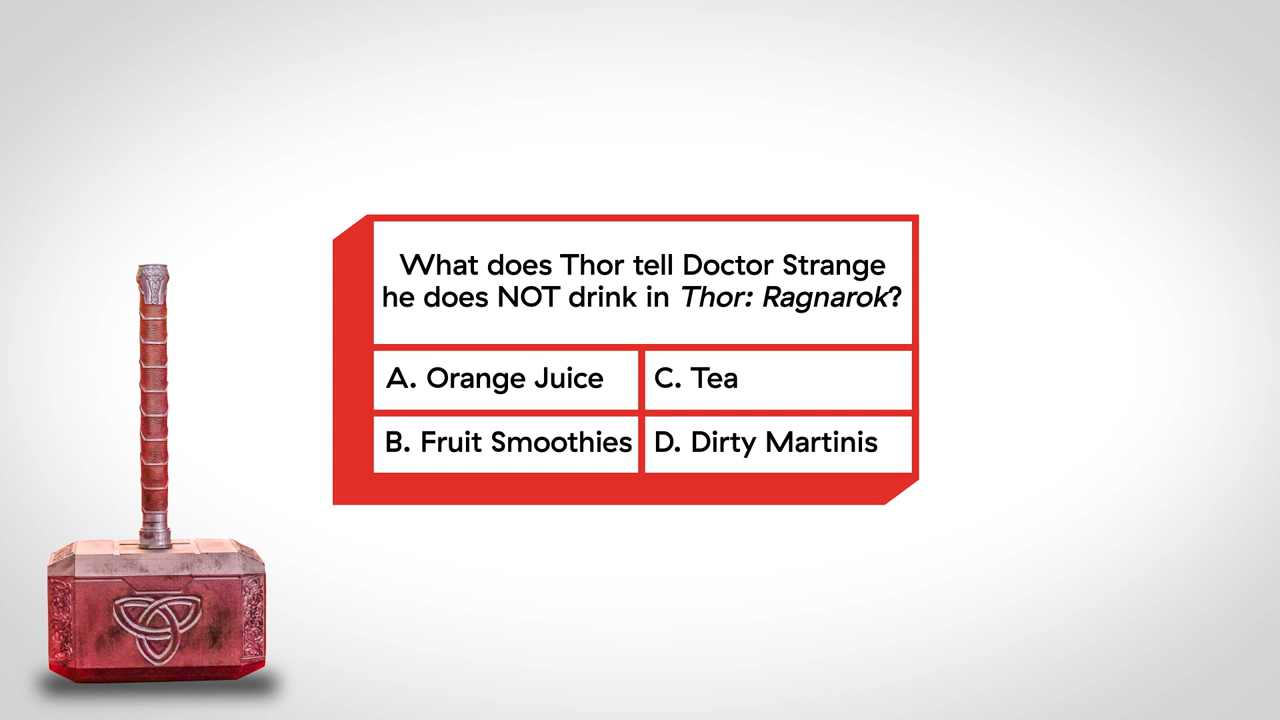 What does Thor tell Doctor Strange
he does NOT drink in Thor: Ragnarok?
A. Orange Juice
C. Tea
B. Fruit Smoothies
D. Dirty Martinis